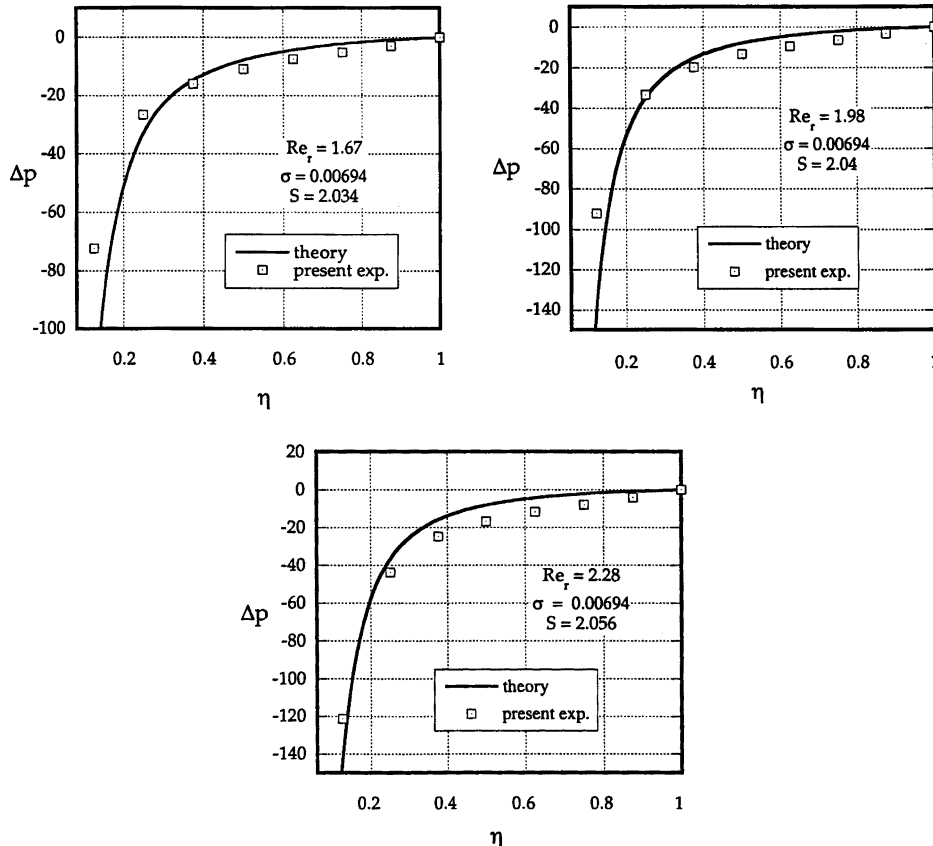 0
-20
-40
-60
-80
-100
Δp
Re_r = 1.67
σ = 0.00694
S = 2.034
theory
present exp.
0.2 0.4 0.6 0.8 1
η
20
0
-20
-40
-60
-80
-100
-120
-140
Δp
Re_r = 1.98
σ = 0.00694
S = 2.04
theory
present exp.
0.2 0.4 0.6 0.8 1
η
20
0
-20
-40
-60
-80
-100
-120
-140
Δp
Re_r = 2.28
σ = 0.00694
S = 2.056
theory
present exp.
0.2 0.4 0.6 0.8 1
η